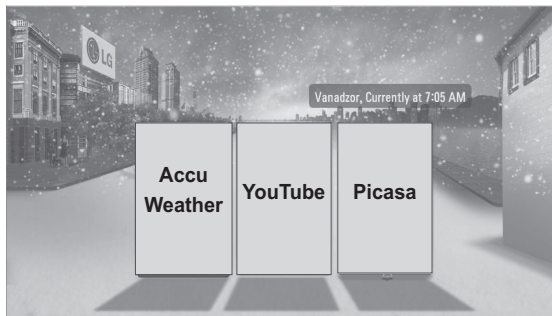 LG
Vanadzor, Currently at 7:05 AM
Accu
Weather
YouTube
Picasa